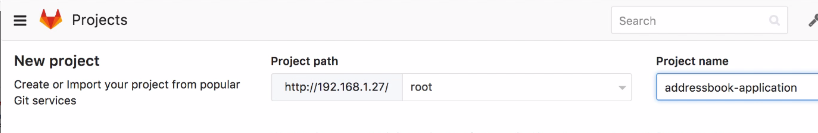 Projects
Search
New project
Create or Import your project from popular
Git services
Project path
http://192.168.1.27/
root
Project name
addressbook-application